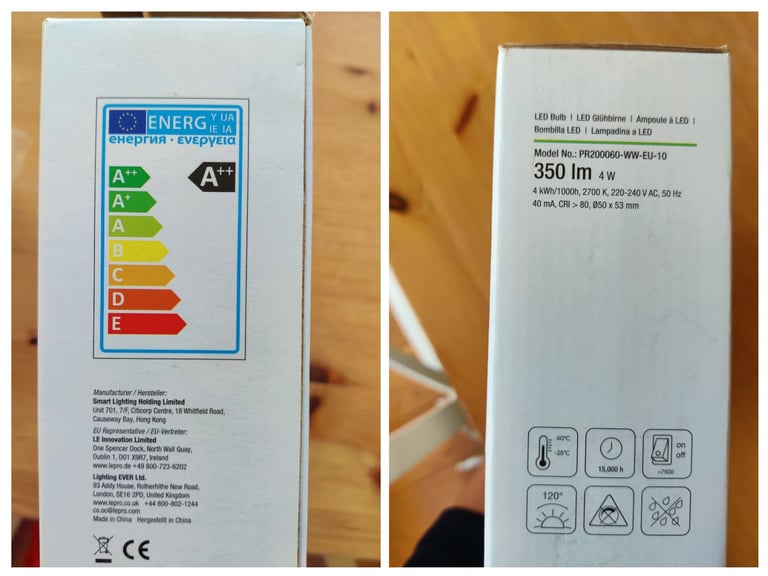 ENERG Y IJA
IE IA
енергия · ενεργεια
A++
A++
A+
A
B
C
D
E
Manufacturer / Hersteller:
Smart Lighting Holding Limited
Unit 701, 7/F, Citicorp Centre, 18 Whitfield Road,
Causeway Bay, Hong Kong
EU Representative / EU-Vertreter:
LE Innovation Limited
One Spencer Dock, North Wall Quay,
Dublin 1, D01 X9R7, Ireland
www.lepro.de +49 800-723-6202
Lighting EVER Ltd.
93 Addy House, Rotherhithe New Road,
London, SE16 2PD, United Kingdom
www.lepro.co.uk +44 800-802-1244
cs.oc@lepro.com
Made in China Hergestellt in China
CE
LED Bulb | LED Glühbirne | Ampoule à LED |
Bombilla LED | Lampadina a LED
Model No.: PR200060-WW-EU-10
350 lm 4 W
4 kWh/1000h, 2700 K, 220-240 V AC, 50 Hz
40 mA, CRI > 80, Ø50 x 53 mm
40°C
-25°C
15,000 h
on
off
>7500
120°